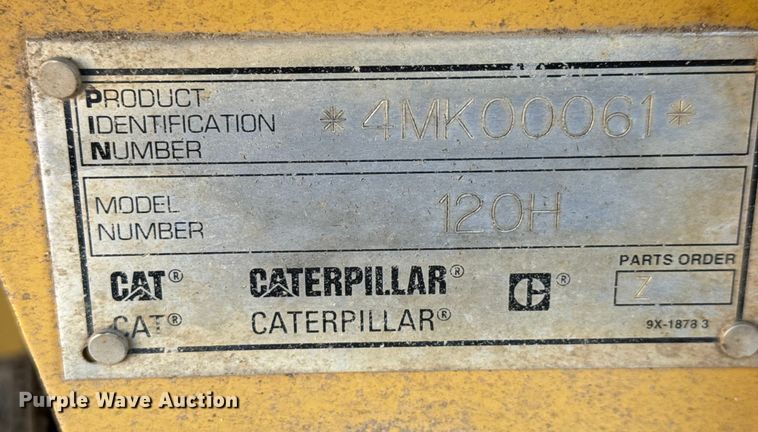 PRODUCT
IDENTIFICATION
NUMBER
*4MK00061*
MODEL
NUMBER
120H
CAT® CATERPILLAR® C®
CAT® CATERPILLAR®
PARTS ORDER
Z
9X-1878 3
Purple Wave Auction